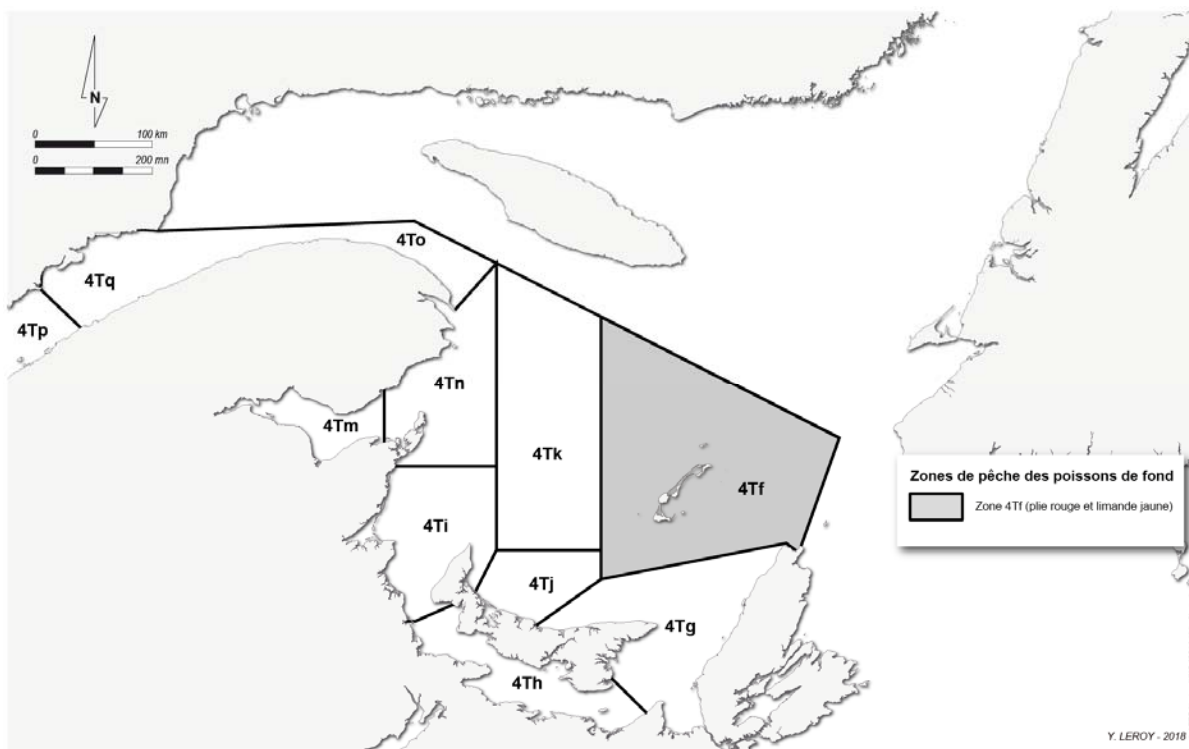 N
0 100 km
0 200 mn
4To
4Tq
4Tp
4Tn
4Tm
4Tk
4Tf
Zones de pêche des poissons de fond
Zone 4Tf (plie rouge et limande jaune)
4Ti
4Tj
4Tg
4Th
Y. LEROY - 2018